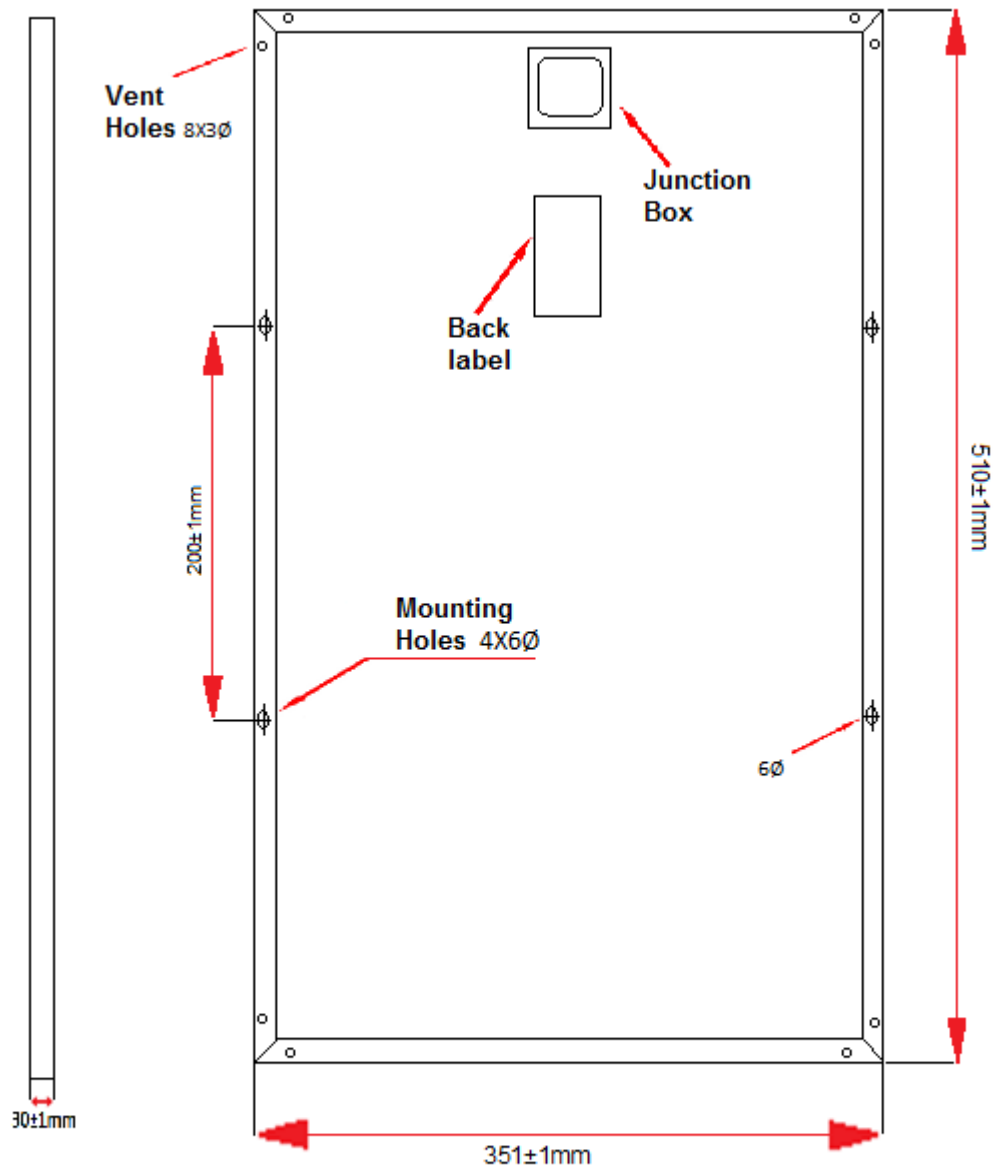 Vent
Holes 8X3Ø
Junction
Box
Back
label
200±1mm
510±1mm
Mounting
Holes 4X6Ø
6Ø
30±1mm
351±1mm